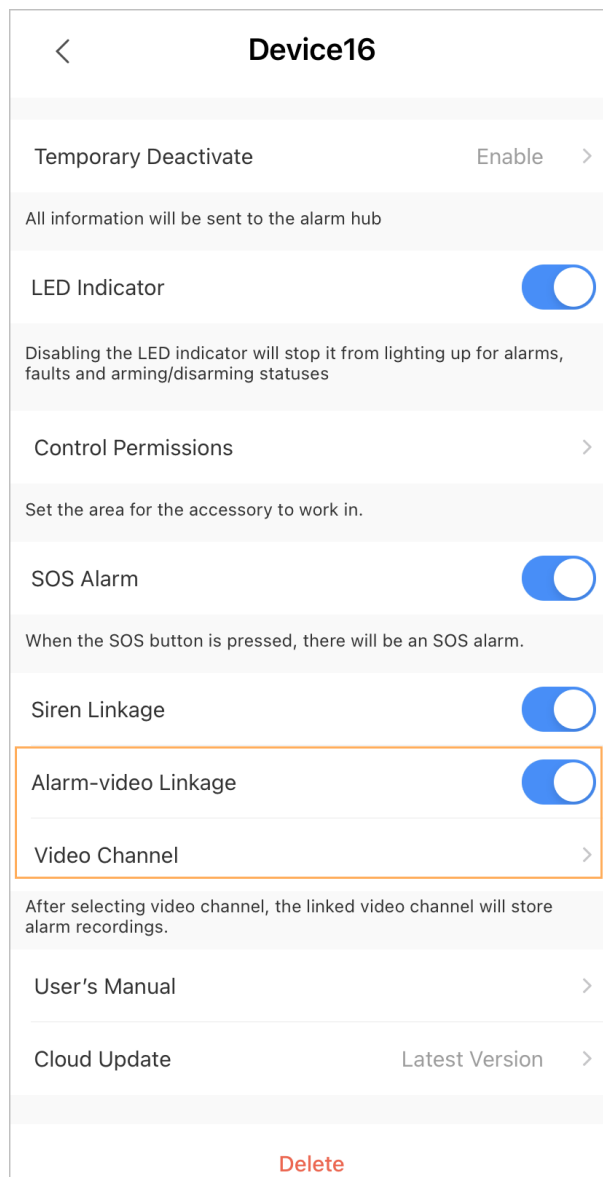 Device16
Temporary Deactivate Enable
All information will be sent to the alarm hub
LED Indicator
Disabling the LED indicator will stop it from lighting up for alarms,
faults and arming/disarming statuses
Control Permissions
Set the area for the accessory to work in.
SOS Alarm
When the SOS button is pressed, there will be an SOS alarm.
Siren Linkage
Alarm-video Linkage
Video Channel
After selecting video channel, the linked video channel will store
alarm recordings.
User’s Manual
Cloud Update Latest Version
Delete